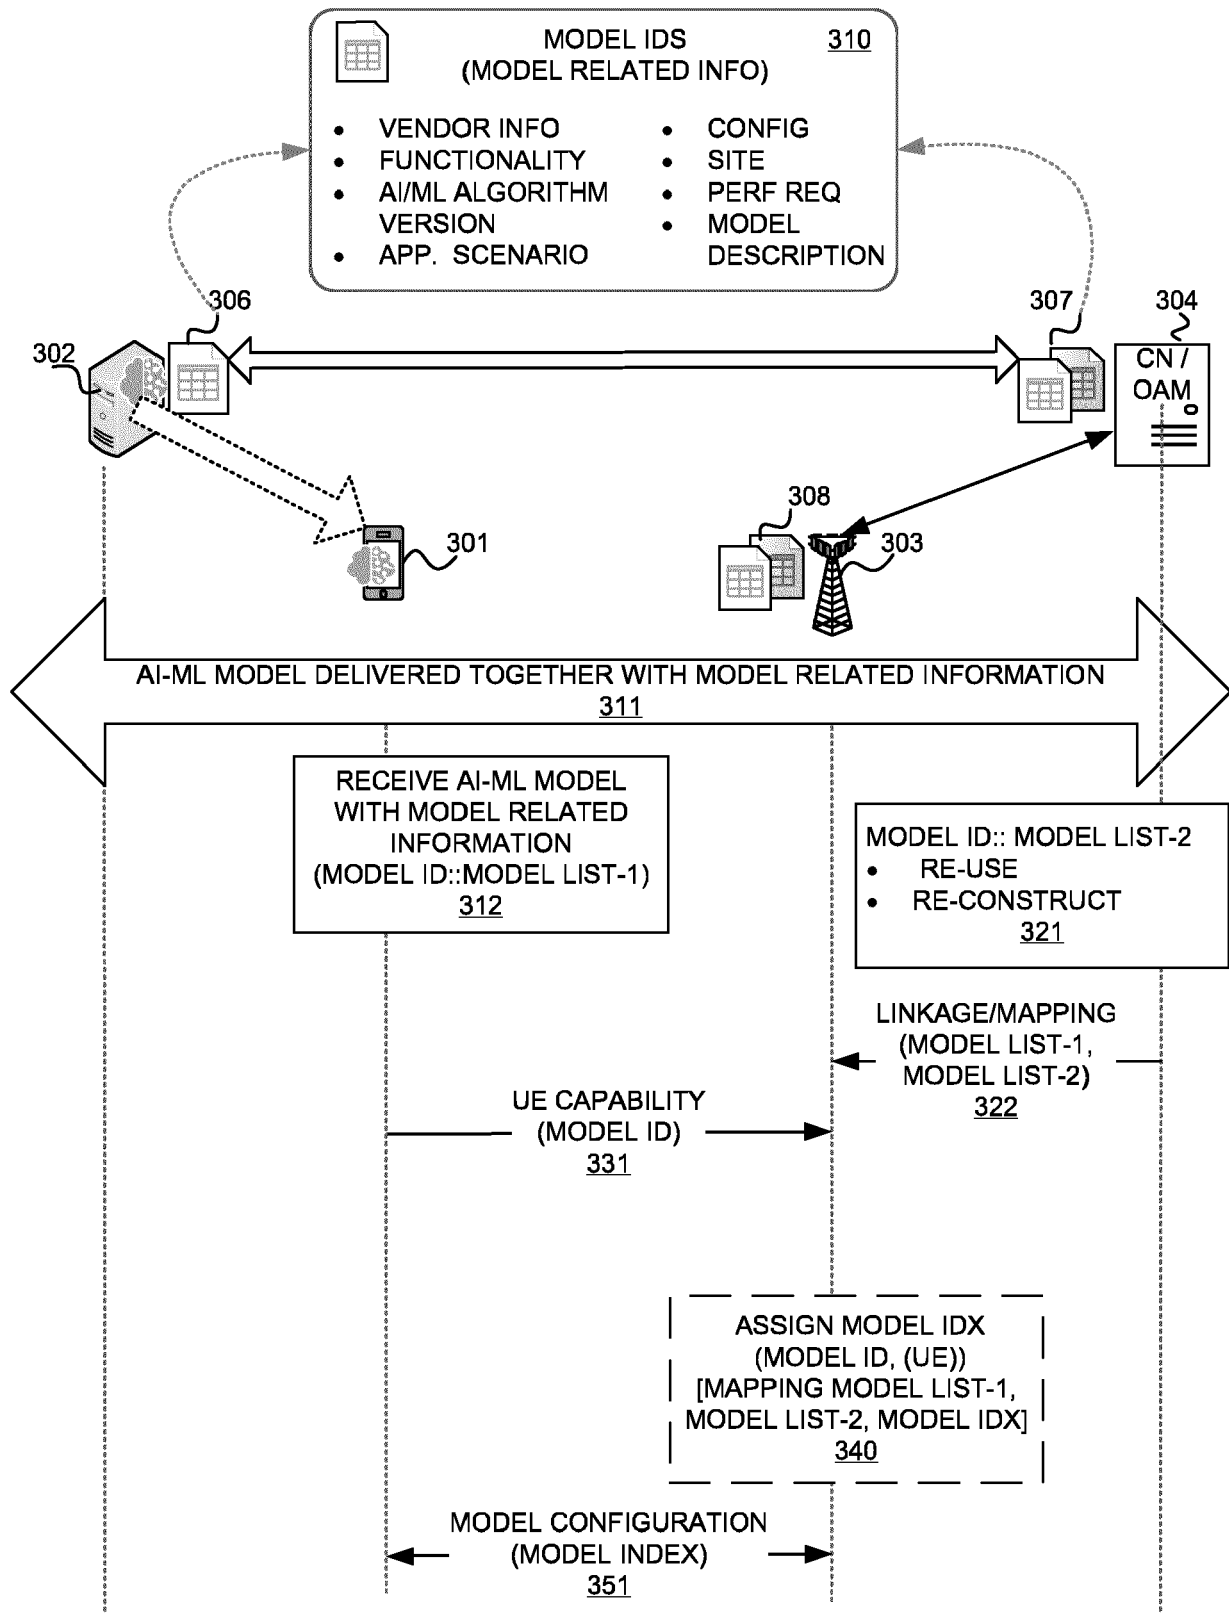 MODEL IDS 310
(MODEL RELATED INFO)
• VENDOR INFO
• FUNCTIONALITY
• AI/ML ALGORITHM
VERSION
• APP. SCENARIO
• CONFIG
• SITE
• PERF REQ
• MODEL
DESCRIPTION
306
307
304
302
CN /
OAM
308
301
303
AI-ML MODEL DELIVERED TOGETHER WITH MODEL RELATED INFORMATION
311
RECEIVE AI-ML MODEL
WITH MODEL RELATED
INFORMATION
(MODEL ID::MODEL LIST-1)
312
MODEL ID:: MODEL LIST-2
• RE-USE
• RE-CONSTRUCT
321
LINKAGE/MAPPING
(MODEL LIST-1,
MODEL LIST-2)
322
UE CAPABILITY
(MODEL ID)
331
ASSIGN MODEL IDX
(MODEL ID, (UE))
[MAPPING MODEL LIST-1,
MODEL LIST-2, MODEL IDX]
340
MODEL CONFIGURATION
(MODEL INDEX)
351